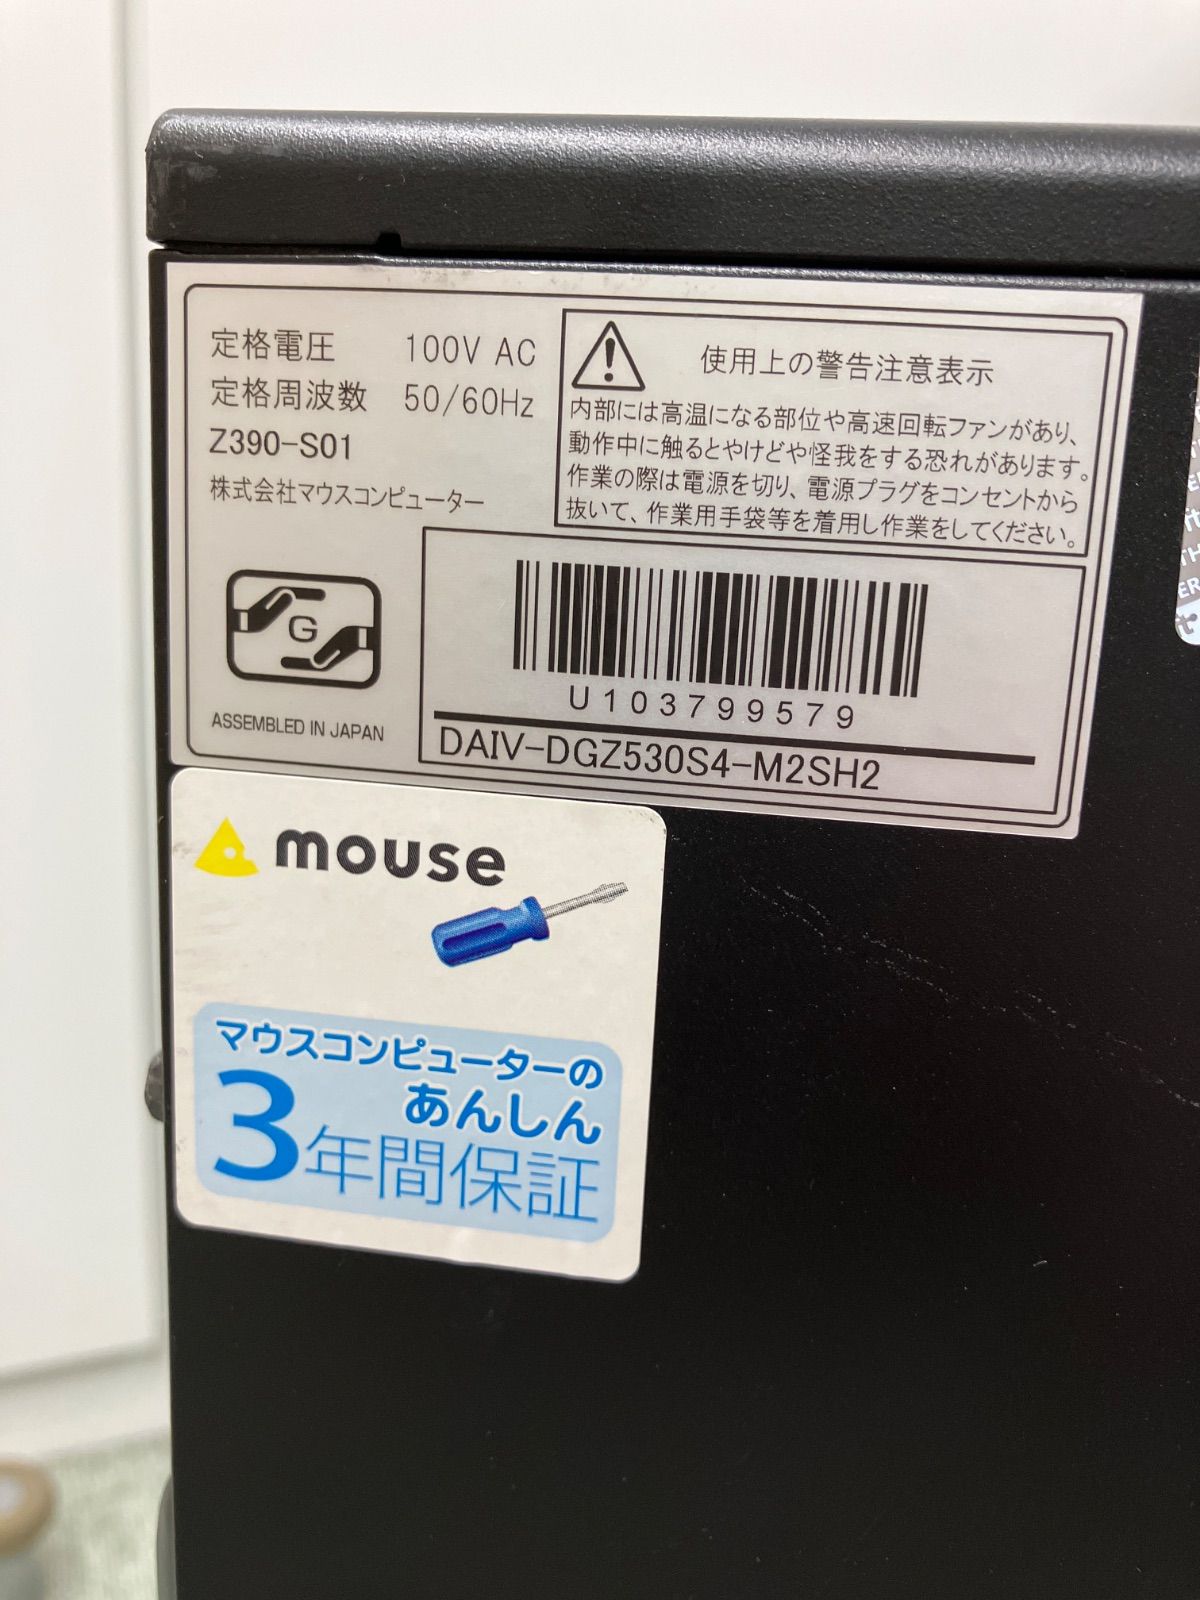 定格電圧 100V AC
定格周波数 50/60Hz
Z390-S01
株式会社マウスコンピューター
使用上の警告注意表示
内部には高温になる部位や高速回転ファンがあり、
動作中に触るとやけどや怪我をする恐れがあります。
作業の際は電源を切り、電源プラグをコンセントから
抜いて、作業用手袋等を着用し作業をしてください。
G
ASSEMBLED IN JAPAN
U103799579
DAIV-DGZ530S4-M2SH2
mouse
マウスコンピューターの
あんしん
3年間保証